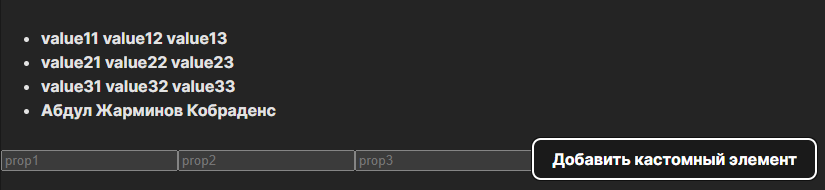 value11 value12 value13
value21 value22 value23
value31 value32 value33
Абдул Жарминов Кобраденс
prop1 prop2 prop3 Добавить кастомный элемент